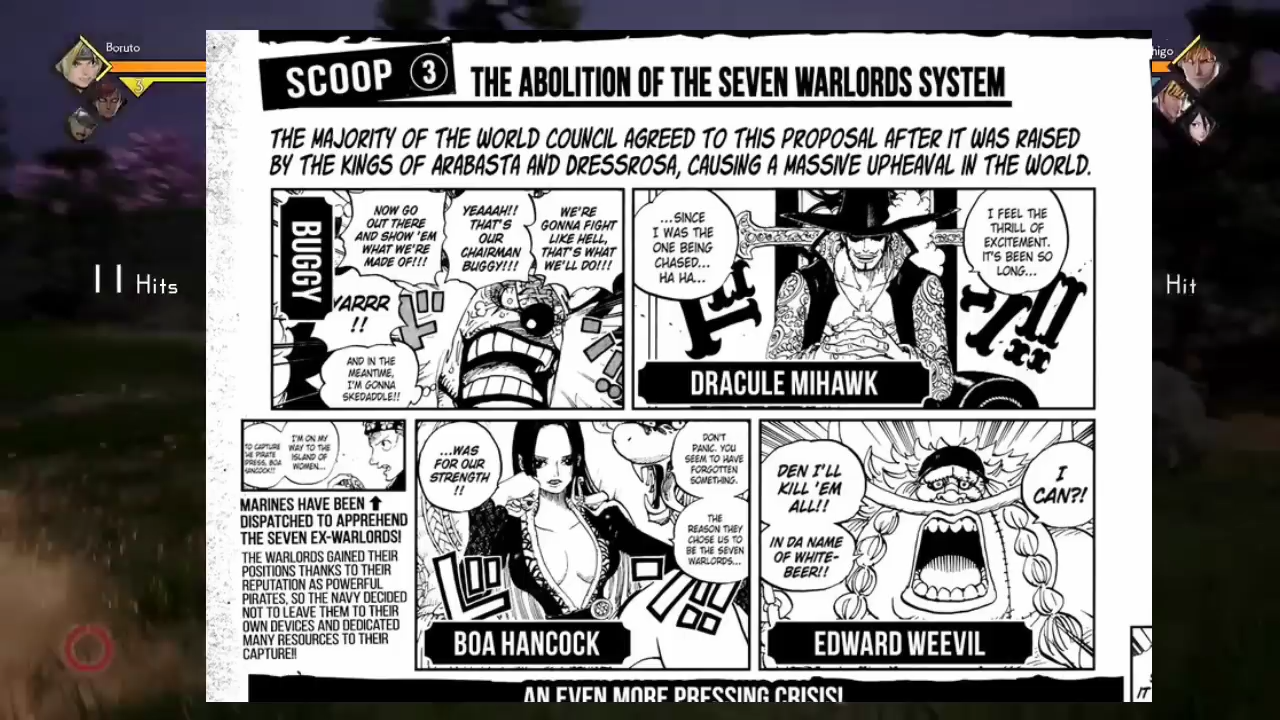 Boruto
3
11 Hits
Hit
SCOOP 3
THE ABOLITION OF THE SEVEN WARLORDS SYSTEM
THE MAJORITY OF THE WORLD COUNCIL AGREED TO THIS PROPOSAL AFTER IT WAS RAISED
BY THE KINGS OF ARABASTA AND DRESSROSA, CAUSING A MASSIVE UPHEAVAL IN THE WORLD.
BUGGY
NOW GO
OUT THERE
AND SHOW 'EM
WHAT WE'RE
MADE OF!!!
YEAAAH!!
THAT'S
OUR
CHAIRMAN
BUGGY!!!
WE'RE
GONNA FIGHT
LIKE HELL,
THAT'S WHAT
WE'LL DO!!!
YARRR
!!
AND IN THE
MEANTIME,
I'M GONNA
SKEDADDLE!!
...SINCE
I WAS THE
ONE BEING
CHASED...
HA HA...
I FEEL THE
THRILL OF
EXCITEMENT.
IT'S BEEN SO
LONG...
DRACULE MIHAWK
TO CAPTURE
I'M ON MY
WAY TO THE
ISLAND OF
WOMEN...
MARINES HAVE BEEN
DISPATCHED TO APPREHEND
THE SEVEN EX-WARLORDS!
THE WARLORDS GAINED THEIR
POSITIONS THANKS TO THEIR
REPUTATION AS POWERFUL
PIRATES, SO THE NAVY DECIDED
NOT TO LEAVE THEM TO THEIR
OWN DEVICES AND DEDICATED
MANY RESOURCES TO THEIR
CAPTURE!!
...WAS
FOR OUR
STRENGTH
!!
DON'T
PANIC. YOU
SEEM TO HAVE
FORGOTTEN
SOMETHING.
THE
REASON THEY
CHOSE US TO
BE THE SEVEN
WARLORDS...
BOA HANCOCK
DEN I'LL
KILL 'EM
ALL!!
IN DA NAME
OF WHITE-
BEER!!
I
CAN?!
EDWARD WEEVIL
AN EVEN MORE PRESSING CRISIS!
IT